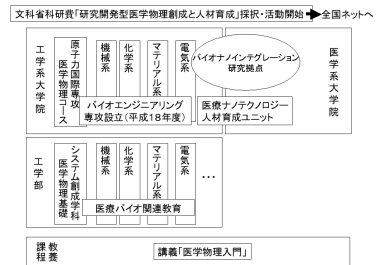 文科省科研費「研究開発型医学物理創成と人材育成」採択・活動開始
全国ネットへ
工学系大学院
原子力国際専攻
医学物理コース
機械系
化学系
マテリアル系
電気系
バイオナノインテグレーション
研究拠点
医学系大学院
バイオエンジニアリング
専攻設立(平成18年度)
医療ナノテクノロジー
人材育成ユニット
工学部
システム創成学科
医学物理基礎
機械系
化学系
マテリアル系
電気系
・・・
医療バイオ関連教育
教養
課程
講義「医学物理入門」